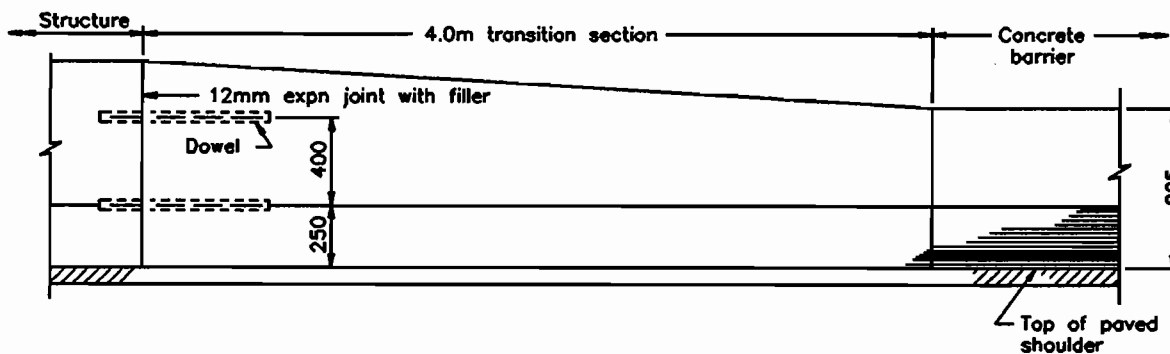 Structure
4.0m transition section
Concrete
barrier
12mm expn joint with filler
Dowel
400
250
Top of paved
shoulder